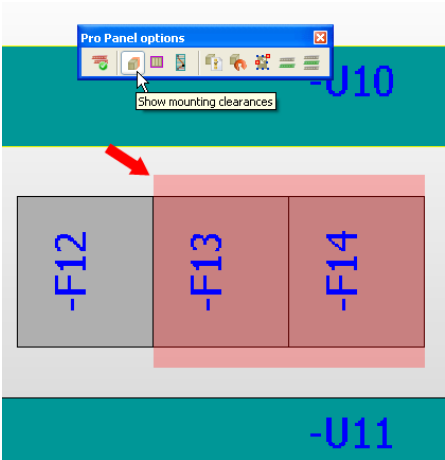 Pro Panel options
-U10
Show mounting clearances
-F12
-F13
-F14
-U11